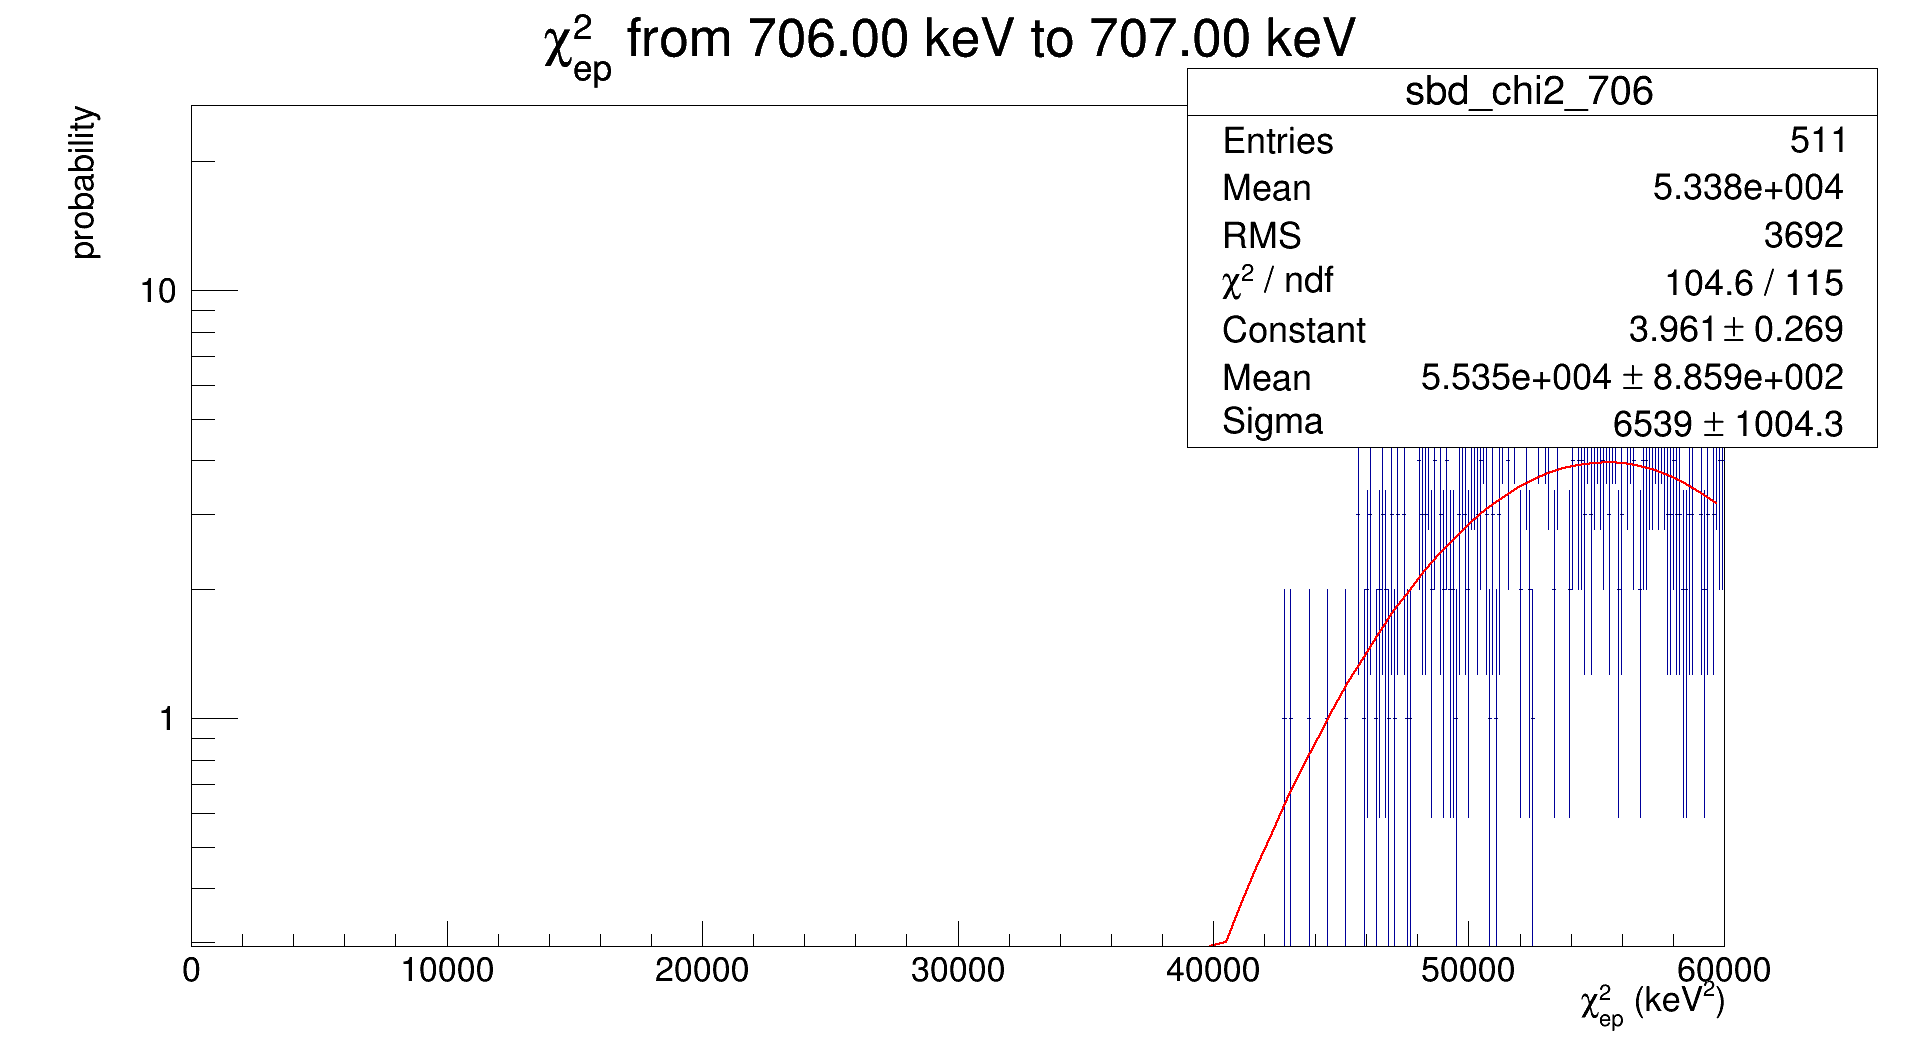 χ²ep from 706.00 keV to 707.00 keV
probability
sbd_chi2_706
Entries 511
Mean 5.338e+004
RMS 3692
χ² / ndf 104.6 / 115
Constant 3.961 ± 0.269
Mean 5.535e+004 ± 8.859e+002
Sigma 6539 ± 1004.3
10
1
0 10000 20000 30000 40000 50000 60000
χ²ep (keV²)